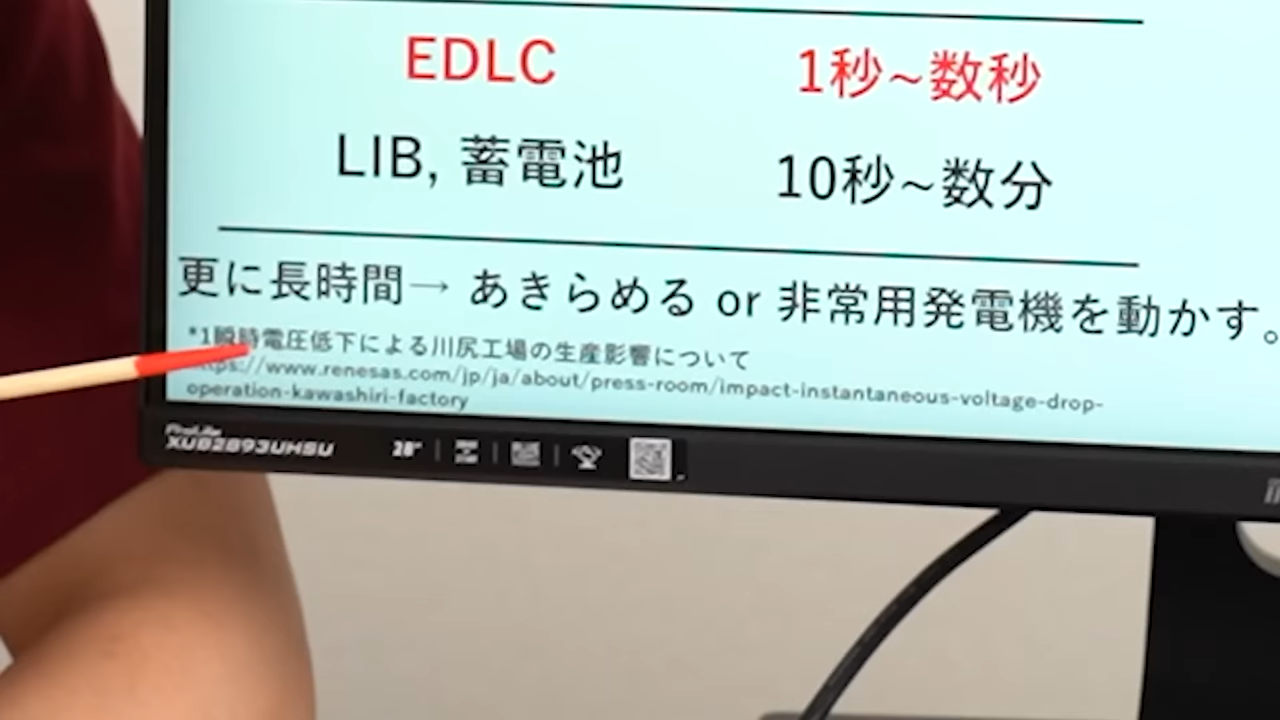 EDLC 1秒~数秒
LIB, 蓄電池 10秒~数分
更に長時間→ あきらめる or 非常用発電機を動かす。
*1瞬時電圧低下による川尻工場の生産影響について
://www.renesas.com/jp/ja/about/press-room/impact-instantaneous-voltage-drop-
operation-kawashiri-factory
ProLite
XUB2893UHSU 28"